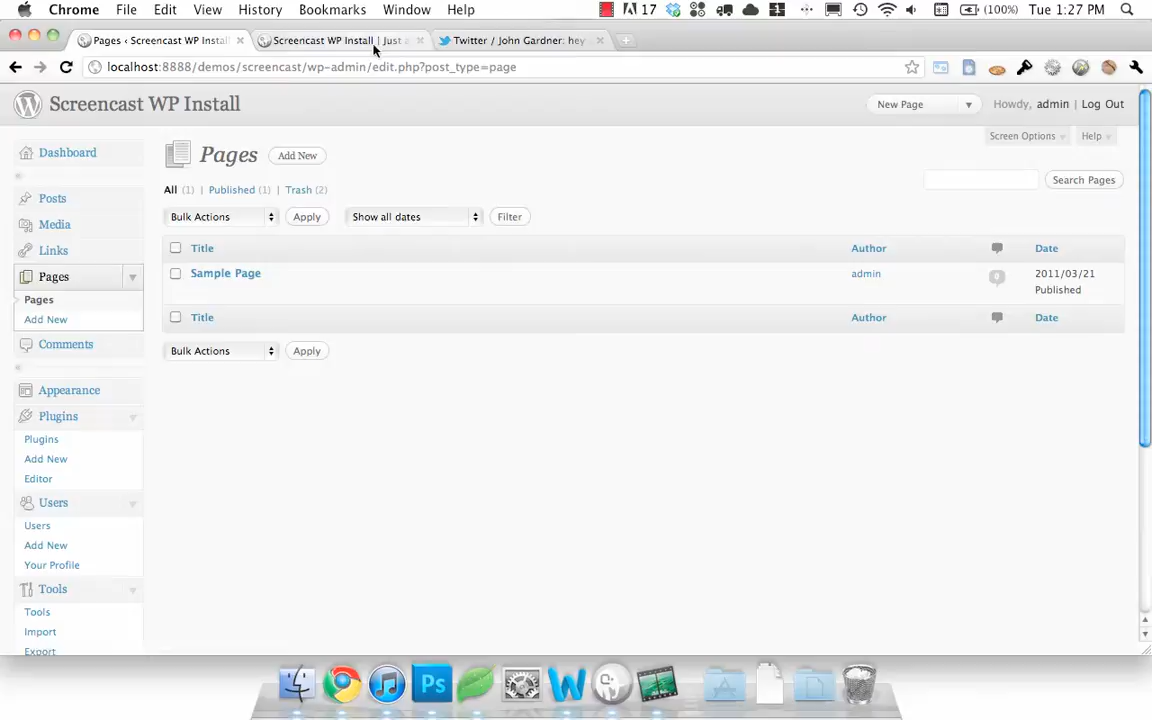 Chrome File Edit View History Bookmarks Window Help 17 (100%) Tue 1:27 PM
Pages ‹ Screencast WP Install Screencast WP Install | Just a Twitter / John Gardner: hey
localhost:8888/demos/screencast/wp-admin/edit.php?post_type=page
Screencast WP Install New Page Howdy, admin | Log Out
Screen Options Help
Dashboard
Posts
Media
Links
Pages
Pages
Add New
Comments
Appearance
Plugins
Plugins
Add New
Editor
Users
Users
Add New
Your Profile
Tools
Tools
Import
Export
Pages Add New
All (1) | Published (1) | Trash (2)
Search Pages
Bulk Actions Apply Show all dates Filter
Title Author Date
Sample Page admin 0 2011/03/21
Published
Title Author Date
Bulk Actions Apply
Ps W